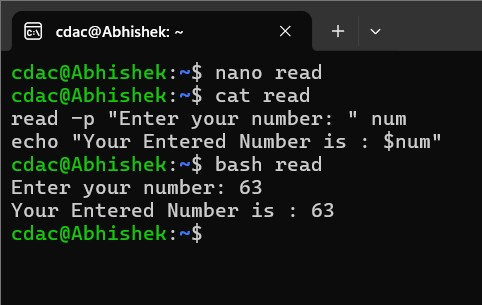 cdac@Abhishek: ~
cdac@Abhishek:~$ nano read
cdac@Abhishek:~$ cat read
read -p "Enter your number: " num
echo "Your Entered Number is : $num"
cdac@Abhishek:~$ bash read
Enter your number: 63
Your Entered Number is : 63
cdac@Abhishek:~$